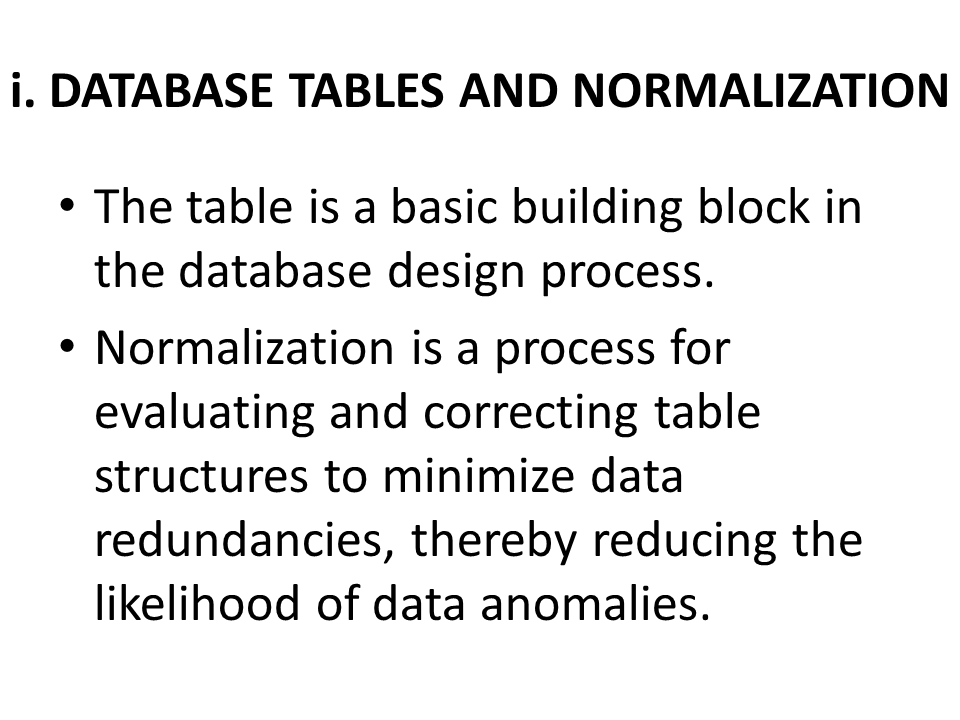 i. DATABASE TABLES AND NORMALIZATION
• The table is a basic building block in
the database design process.
• Normalization is a process for
evaluating and correcting table
structures to minimize data
redundancies, thereby reducing the
likelihood of data anomalies.